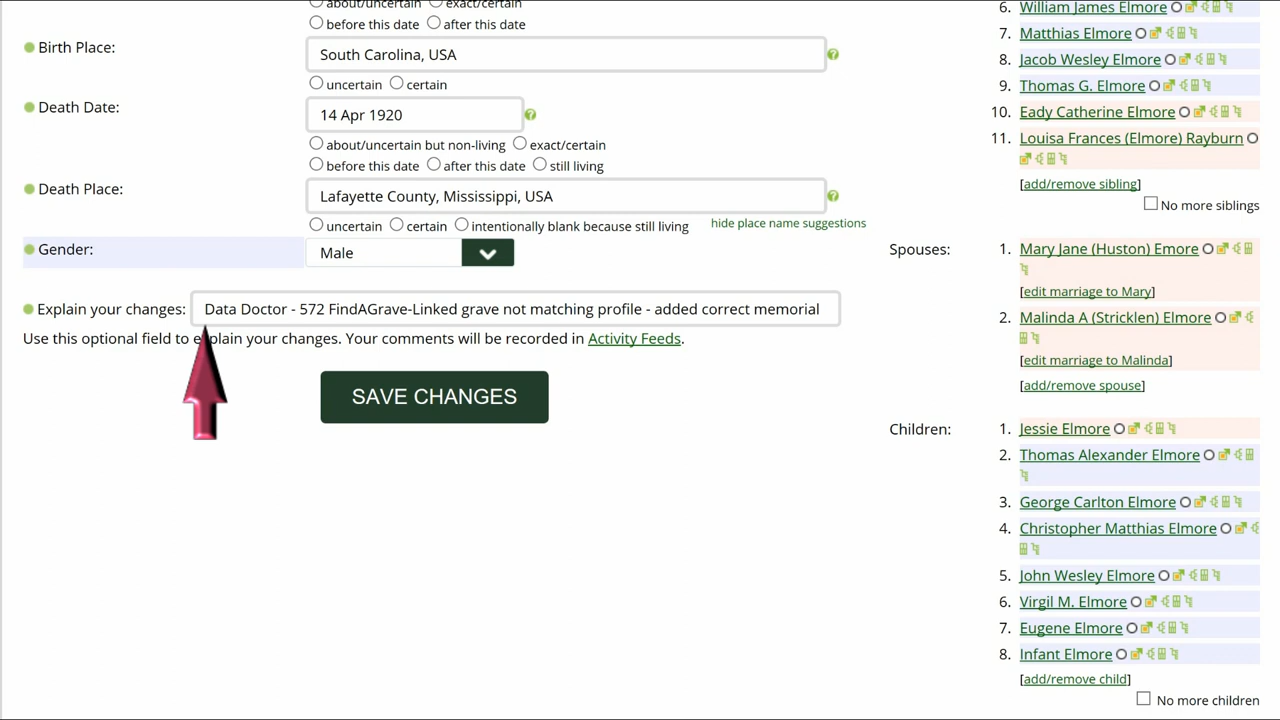 about/uncertain exact/certain
before this date after this date
Birth Place:
South Carolina, USA
uncertain certain
Death Date:
14 Apr 1920
about/uncertain but non-living exact/certain
before this date after this date still living
Death Place:
Lafayette County, Mississippi, USA
uncertain certain intentionally blank because still living hide place name suggestions
Gender:
Male
Explain your changes: Data Doctor - 572 FindAGrave-Linked grave not matching profile - added correct memorial
Use this optional field to explain your changes. Your comments will be recorded in Activity Feeds.
SAVE CHANGES
6. William James Elmore
7. Matthias Elmore
8. Jacob Wesley Elmore
9. Thomas G. Elmore
10. Eady Catherine Elmore
11. Louisa Frances (Elmore) Rayburn
[add/remove sibling]
No more siblings
Spouses: 1. Mary Jane (Huston) Emore
[edit marriage to Mary]
2. Malinda A (Stricklen) Elmore
[edit marriage to Malinda]
[add/remove spouse]
Children: 1. Jessie Elmore
2. Thomas Alexander Elmore
3. George Carlton Elmore
4. Christopher Matthias Elmore
5. John Wesley Elmore
6. Virgil M. Elmore
7. Eugene Elmore
8. Infant Elmore
[add/remove child]
No more children